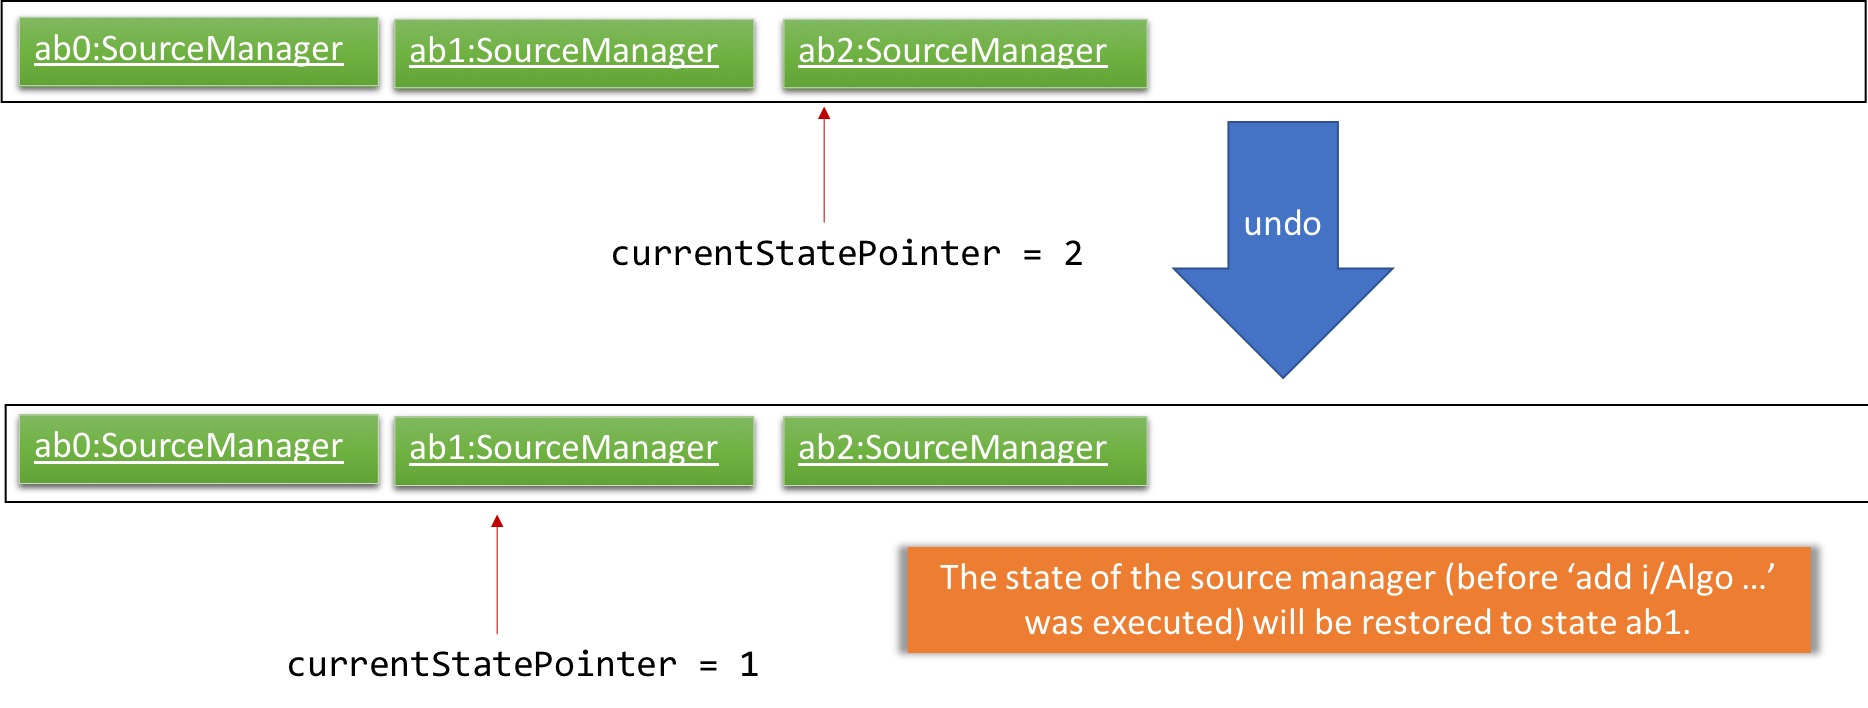 ab0:SourceManager
ab1:SourceManager
ab2:SourceManager
undo
currentStatePointer = 2
ab0:SourceManager
ab1:SourceManager
ab2:SourceManager
The state of the source manager (before ‘add i/Algo …’
was executed) will be restored to state ab1.
currentStatePointer = 1